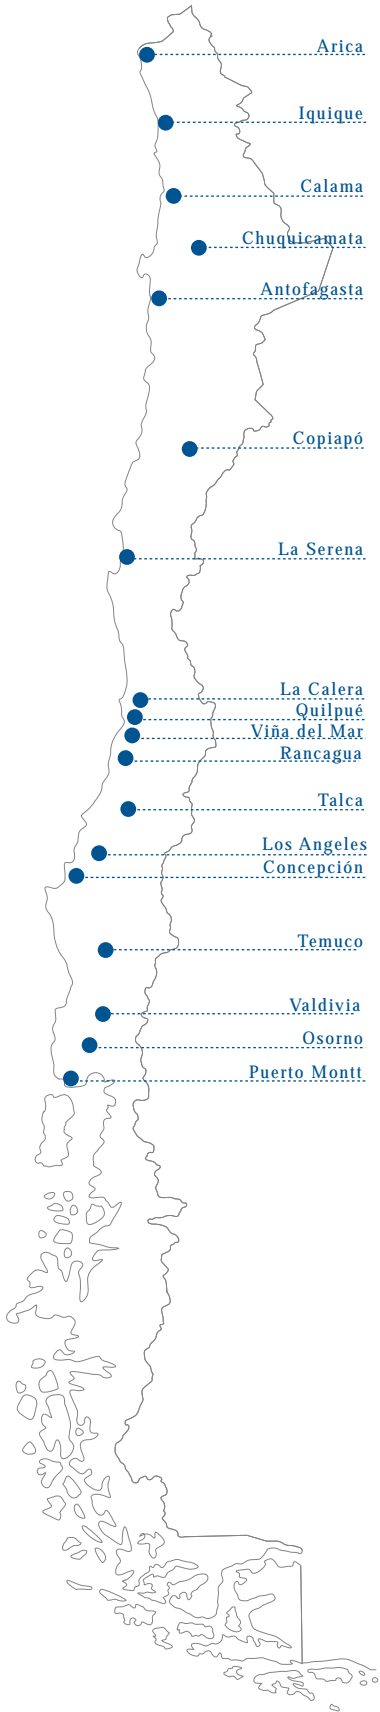 Arica
Iquique
Calama
Chuquicamata
Antofagasta
Copiapó
La Serena
La Calera
Quilpué
Viña del Mar
Rancagua
Talca
Los Angeles
Concepción
Temuco
Valdivia
Osorno
Puerto Montt